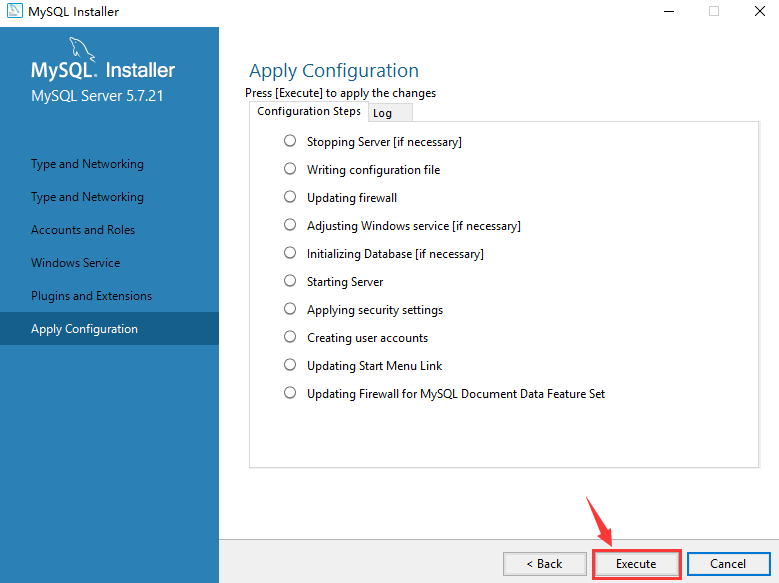 MySQL Installer
MySQL. Installer
MySQL Server 5.7.21
Type and Networking
Type and Networking
Accounts and Roles
Windows Service
Plugins and Extensions
Apply Configuration
Apply Configuration
Press [Execute] to apply the changes
Configuration Steps Log
Stopping Server [if necessary]
Writing configuration file
Updating firewall
Adjusting Windows service [if necessary]
Initializing Database [if necessary]
Starting Server
Applying security settings
Creating user accounts
Updating Start Menu Link
Updating Firewall for MySQL Document Data Feature Set
< Back Execute Cancel